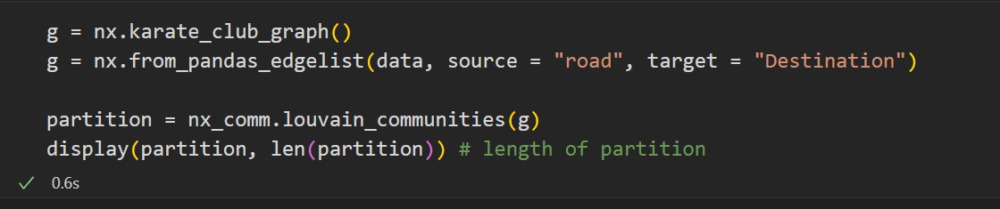 g = nx.karate_club_graph()
g = nx.from_pandas_edgelist(data, source = "road", target = "Destination")
partition = nx_comm.louvain_communities(g)
display(partition, len(partition)) # length of partition
0.6s